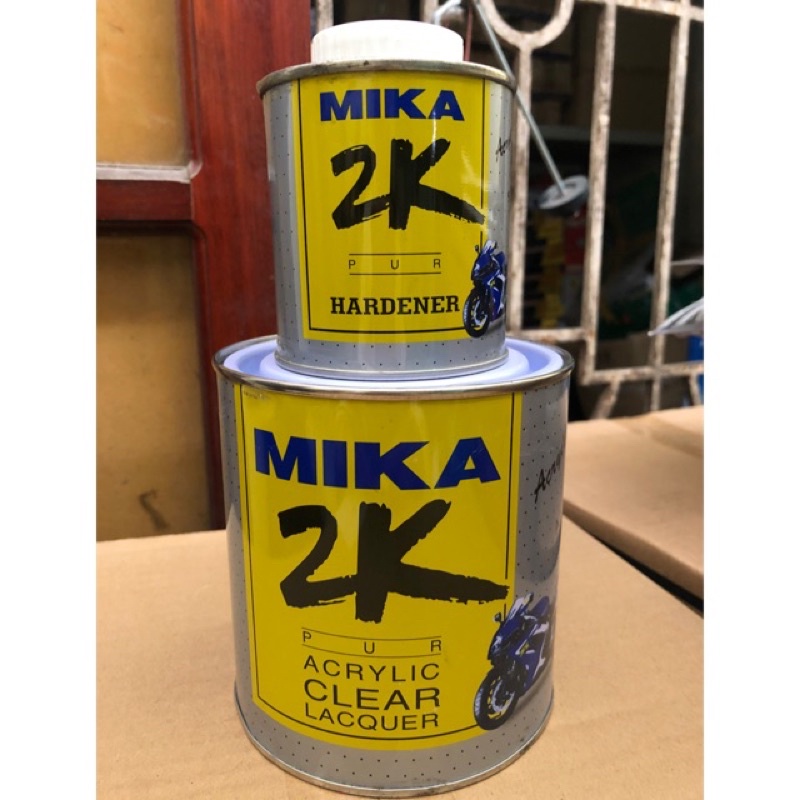 MIKA
2K
PUR
HARDENER
MIKA
2K
PUR
ACRYLIC
CLEAR
LACQUER